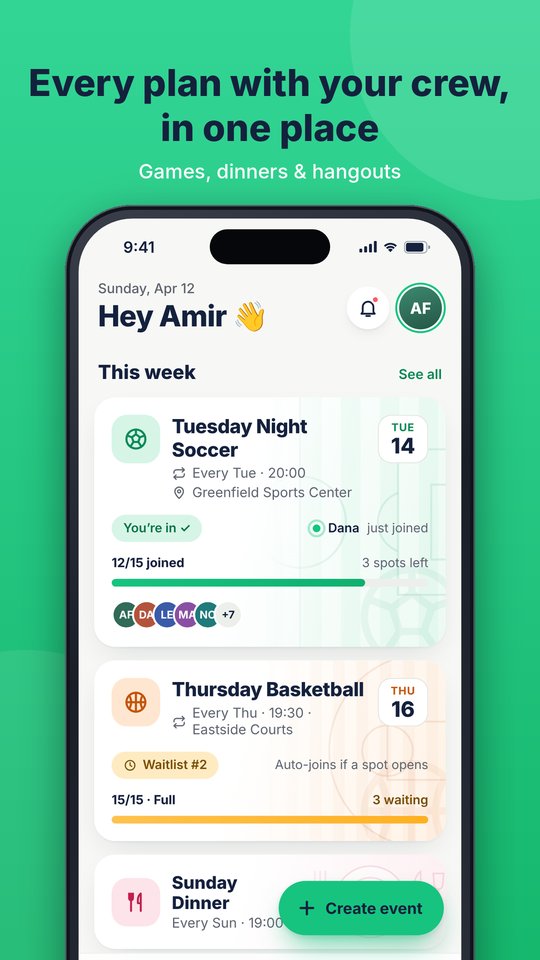 Every plan with your crew,
in one place
Games, dinners & hangouts
9:41
Sunday, Apr 12
Hey Amir 👋
AF
This week
See all
Tuesday Night
Soccer
TUE
14
Every Tue · 20:00
Greenfield Sports Center
You're in ✓
Dana just joined
12/15 joined
3 spots left
AF DA LE MA NO +7
Thursday Basketball
THU
16
Every Thu · 19:30 ·
Eastside Courts
Waitlist #2
Auto-joins if a spot opens
15/15 · Full
3 waiting
Sunday
Dinner
Every Sun · 19:00
+ Create event